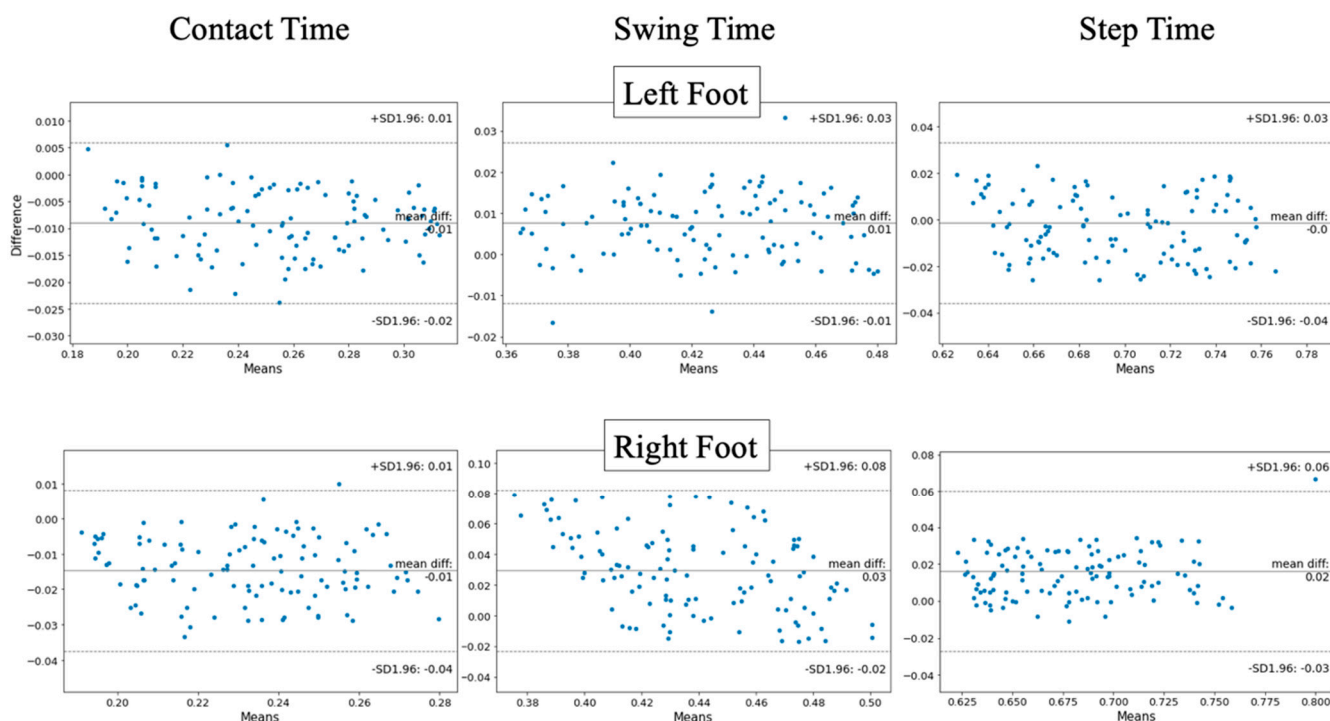 Contact Time
Swing Time
Step Time
Left Foot
0.010
0.005
0.000
−0.005
−0.010
−0.015
−0.020
−0.025
−0.030
Difference
+SD1.96: 0.01
mean diff:
-0.01
-SD1.96: -0.02
0.18 0.20 0.22 0.24 0.26 0.28 0.30
Means
0.03
0.02
0.01
0.00
−0.01
−0.02
+SD1.96: 0.03
mean diff:
0.01
-SD1.96: -0.01
0.36 0.38 0.40 0.42 0.44 0.46 0.48
Means
0.04
0.02
0.00
−0.02
−0.04
+SD1.96: 0.03
mean diff:
-0.0
-SD1.96: -0.04
0.62 0.64 0.66 0.68 0.70 0.72 0.74 0.76 0.78
Means
Right Foot
0.01
0.00
−0.01
−0.02
−0.03
−0.04
+SD1.96: 0.01
mean diff:
-0.01
-SD1.96: -0.04
0.20 0.22 0.24 0.26 0.28
Means
0.10
0.08
0.06
0.04
0.02
0.00
−0.02
−0.04
+SD1.96: 0.08
mean diff:
0.03
-SD1.96: -0.02
0.38 0.40 0.42 0.44 0.46 0.48 0.50
Means
0.08
0.06
0.04
0.02
0.00
−0.02
−0.04
+SD1.96: 0.06
mean diff:
0.02
-SD1.96: -0.03
0.625 0.650 0.675 0.700 0.725 0.750 0.775 0.800
Means